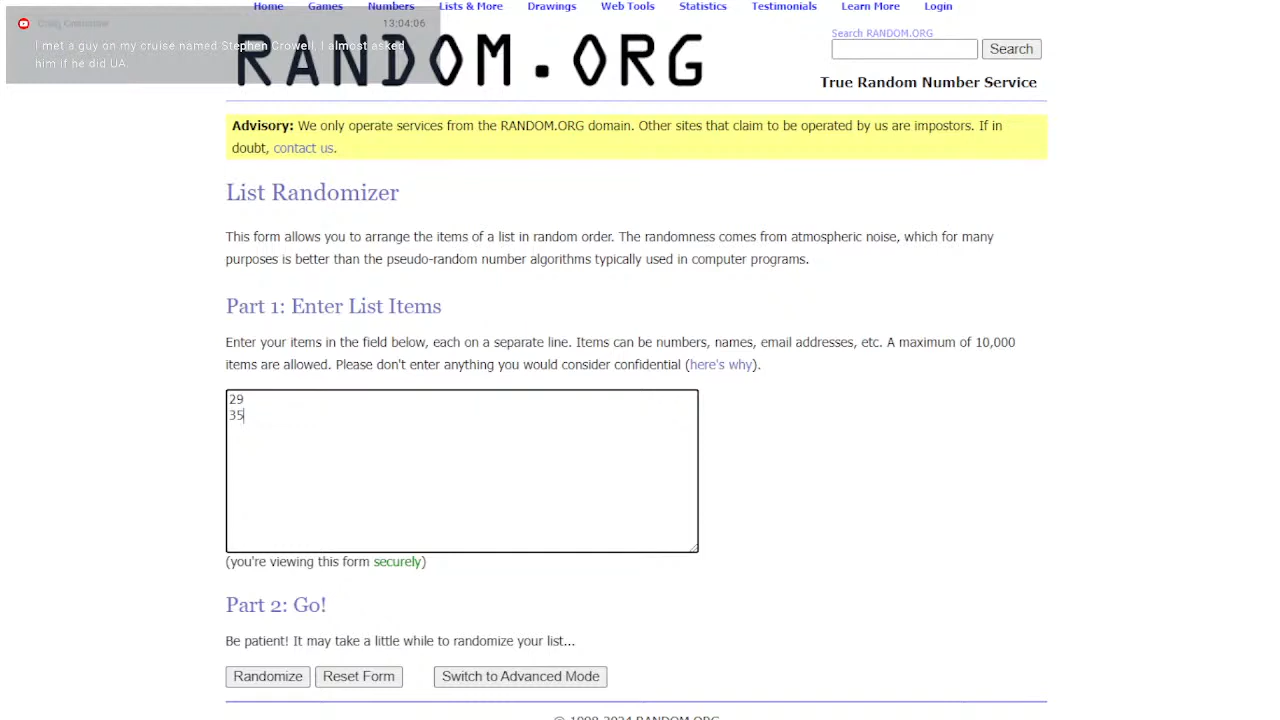 Home Games Numbers Lists & More Drawings Web Tools Statistics Testimonials Learn More Login
13:04:06
I met a guy on my cruise named Stephen Crowell. I almost asked
him if he did UA.
RANDOM.ORG
Search RANDOM.ORG
Search
True Random Number Service
Advisory: We only operate services from the RANDOM.ORG domain. Other sites that claim to be operated by us are impostors. If in
doubt, contact us.
List Randomizer
This form allows you to arrange the items of a list in random order. The randomness comes from atmospheric noise, which for many
purposes is better than the pseudo-random number algorithms typically used in computer programs.
Part 1: Enter List Items
Enter your items in the field below, each on a separate line. Items can be numbers, names, email addresses, etc. A maximum of 10,000
items are allowed. Please don't enter anything you would consider confidential (here's why).
29
35
(you're viewing this form securely)
Part 2: Go!
Be patient! It may take a little while to randomize your list...
Randomize Reset Form Switch to Advanced Mode
© 1998-2024 RANDOM.ORG